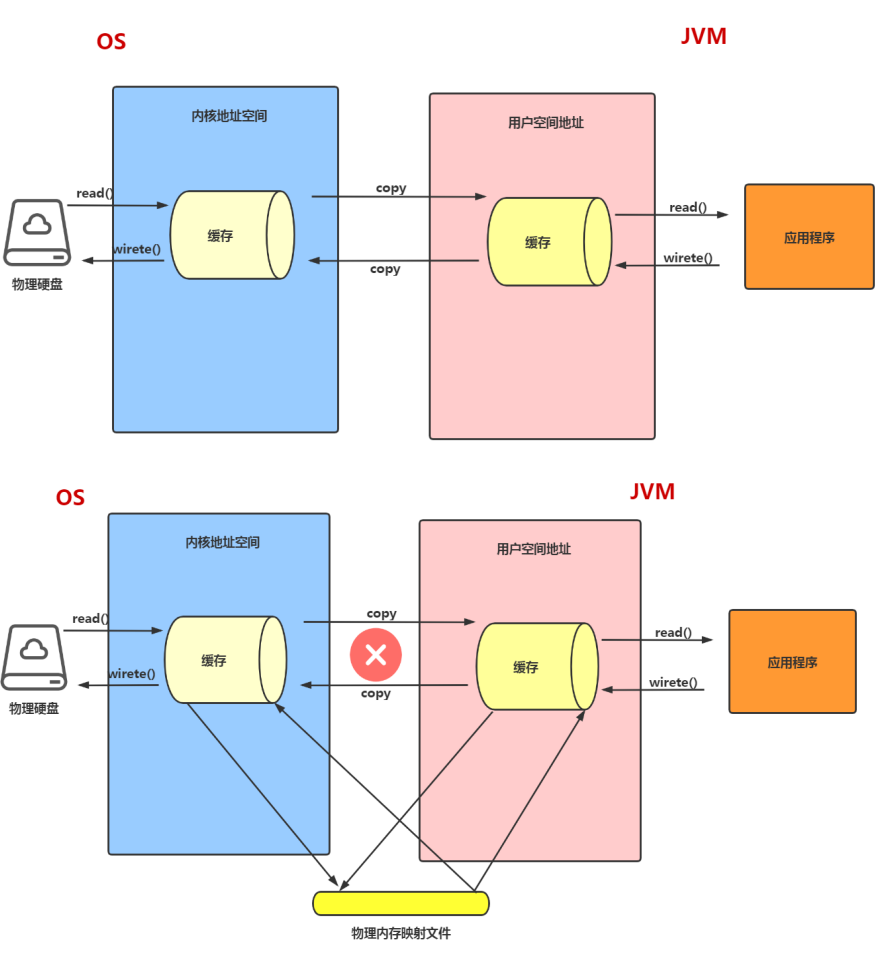 OS
JVM
内核地址空间
用户空间地址
read()
copy
read()
缓存
缓存
应用程序
wirete()
copy
wirete()
物理硬盘
OS
JVM
内核地址空间
用户空间地址
read()
copy
read()
缓存
缓存
应用程序
wirete()
copy
wirete()
物理硬盘
物理内存映射文件